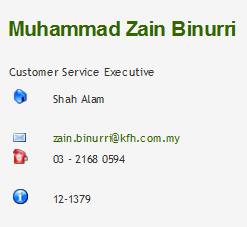 Muhammad Zain Binurri
Customer Service Executive
Shah Alam
zain.binurri@kfh.com.my
03 - 2168 0594
12-1379